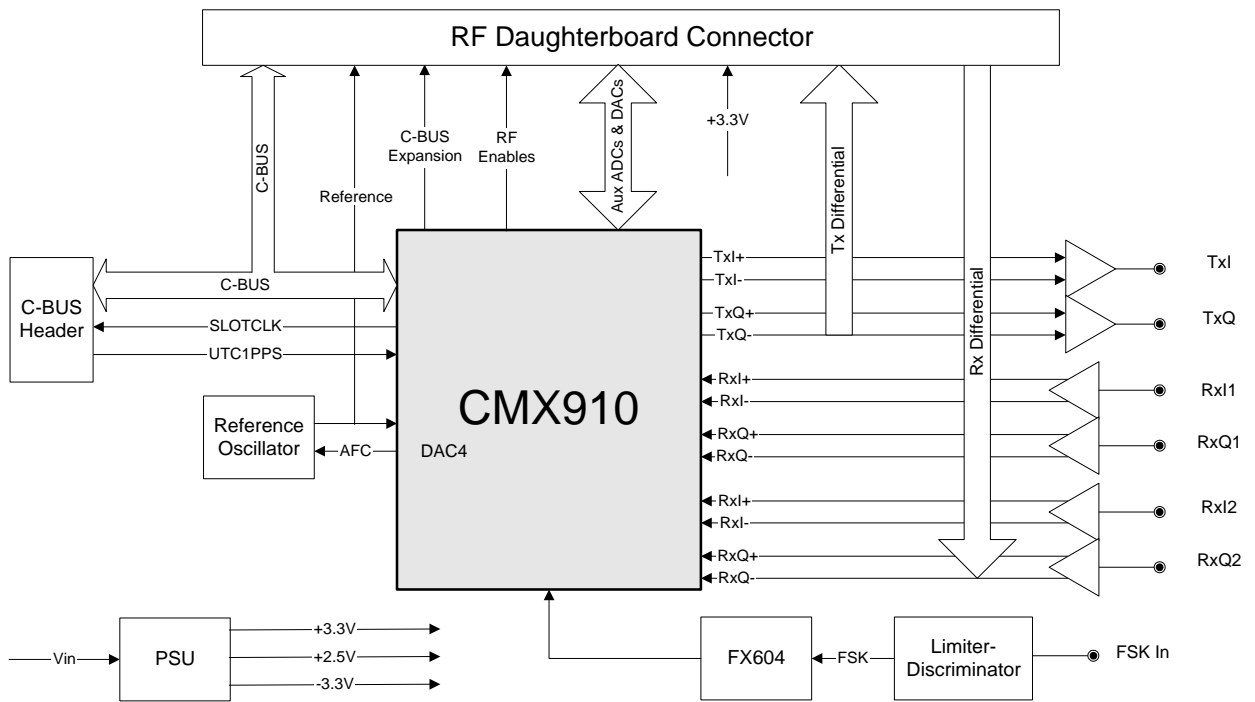 RF Daughterboard Connector
C-BUS
Reference
C-BUS
Expansion
RF
Enables
Aux ADCs & DACs
+3.3V
Tx Differential
Rx Differential
C-BUS
Header
C-BUS
SLOTCLK
UTC1PPS
Reference
Oscillator
AFC
DAC4
CMX910
TxI+
TxI-
TxQ+
TxQ-
RxI+
RxI-
RxQ+
RxQ-
RxI+
RxI-
RxQ+
RxQ-
TxI
TxQ
RxI1
RxQ1
RxI2
RxQ2
Vin
PSU
+3.3V
+2.5V
-3.3V
FX604
FSK
Limiter-
Discriminator
FSK In